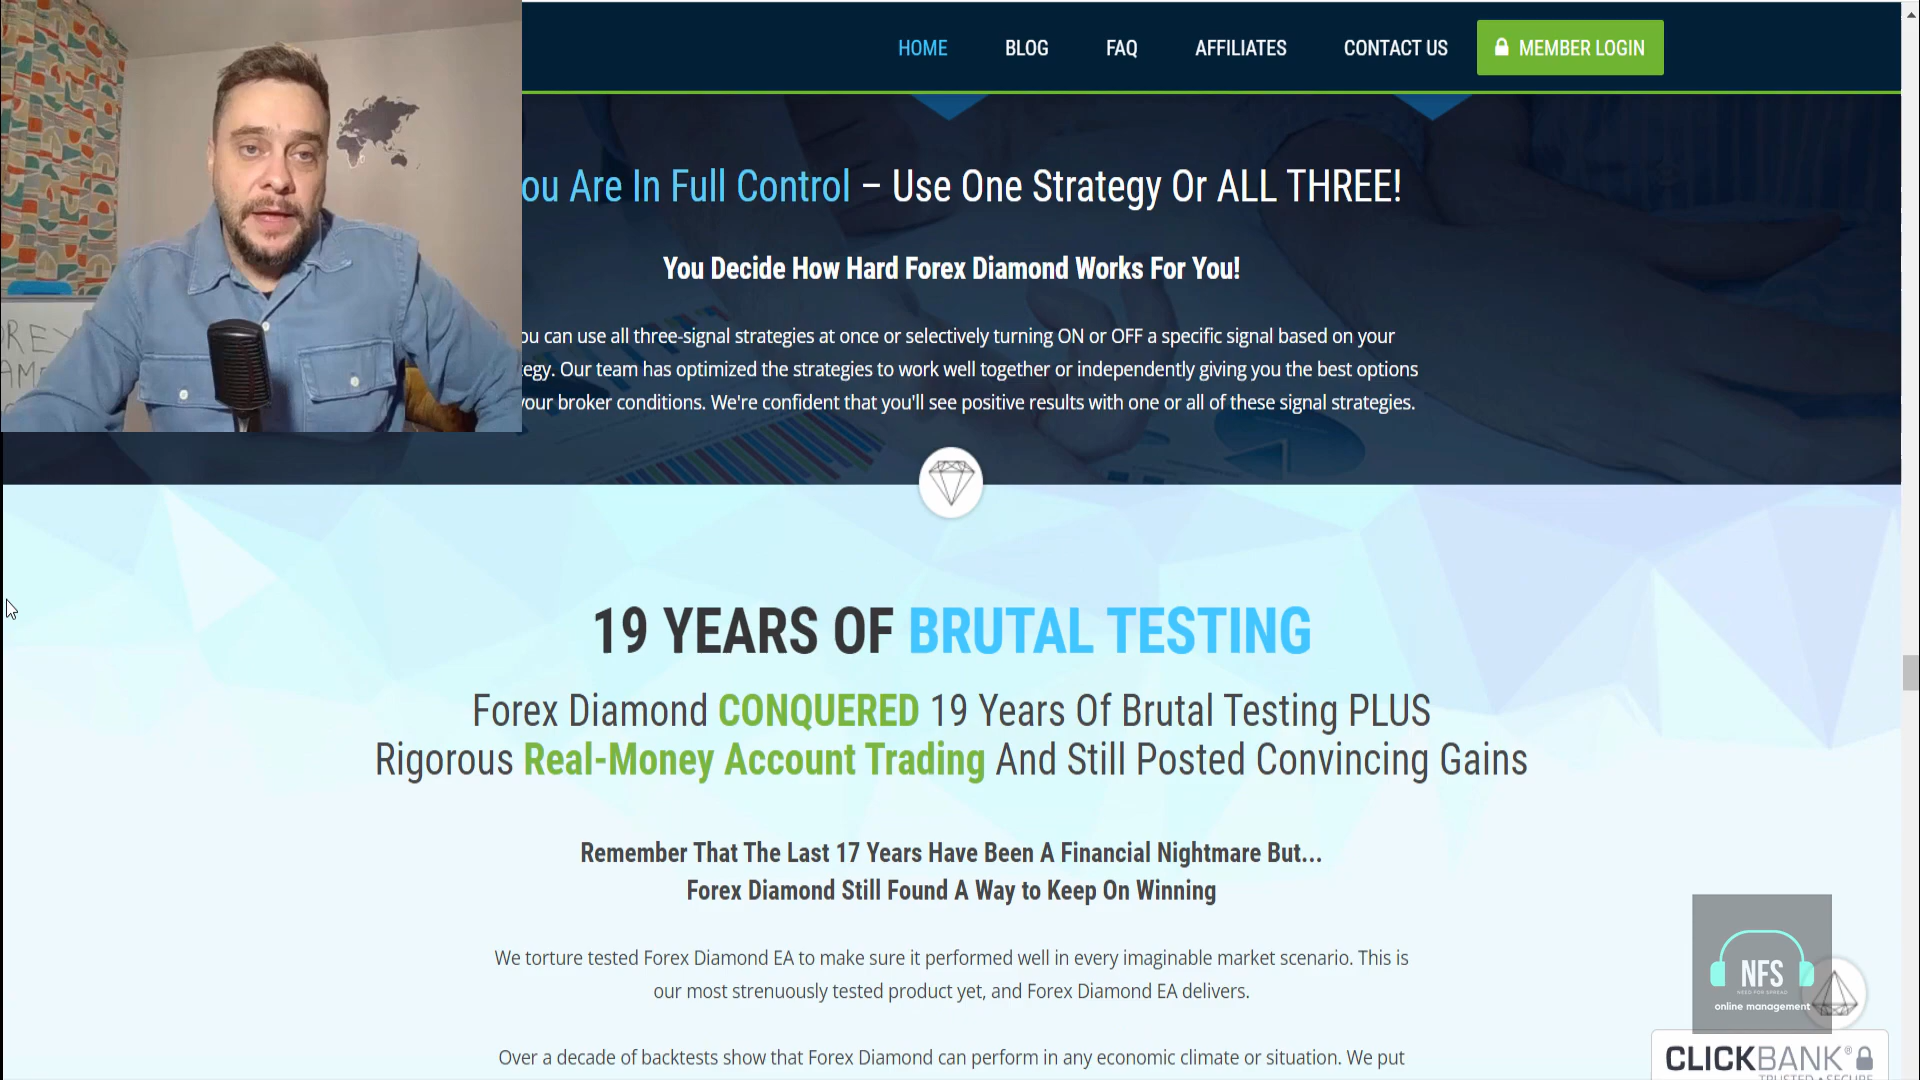 HOME BLOG FAQ AFFILIATES CONTACT US MEMBER LOGIN
ou Are In Full Control – Use One Strategy Or ALL THREE!
You Decide How Hard Forex Diamond Works For You!
ou can use all three-signal strategies at once or selectively turning ON or OFF a specific signal based on your
egy. Our team has optimized the strategies to work well together or independently giving you the best options
your broker conditions. We're confident that you'll see positive results with one or all of these signal strategies.
19 YEARS OF BRUTAL TESTING
Forex Diamond CONQUERED 19 Years Of Brutal Testing PLUS
Rigorous Real-Money Account Trading And Still Posted Convincing Gains
Remember That The Last 17 Years Have Been A Financial Nightmare But...
Forex Diamond Still Found A Way to Keep On Winning
We torture tested Forex Diamond EA to make sure it performed well in every imaginable market scenario. This is
our most strenuously tested product yet, and Forex Diamond EA delivers.
Over a decade of backtests show that Forex Diamond can perform in any economic climate or situation. We put
NFS
NEED FOR SPREAD
online management
CLICKBANK®
TRUSTED • SECURE